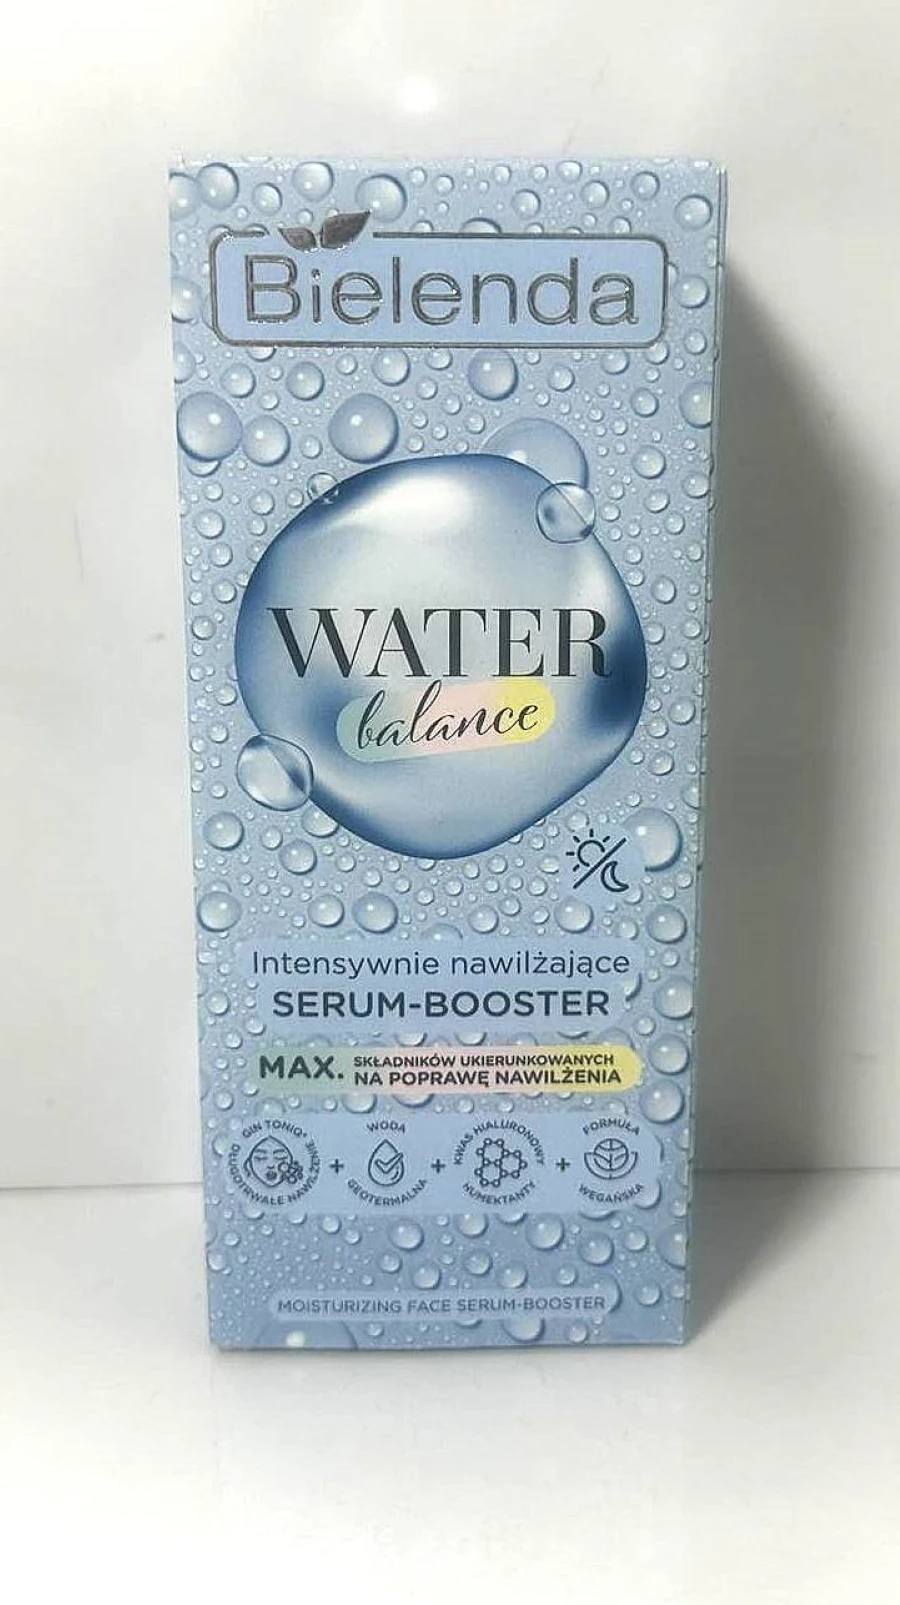 Bielenda
WATER
balance
Intensywnie nawilżające
SERUM-BOOSTER
MAX. SKŁADNIKÓW UKIERUNKOWANYCH
NA POPRAWĘ NAWILŻENIA
GIN TONIQ®
DŁUGOTRWAŁE NAWILŻENIE
+
WODA
GEOTERMALNA
+
KWAS HIALURONOWY
HUMEKTANTY
+
FORMUŁA
WEGAŃSKA
MOISTURIZING FACE SERUM-BOOSTER